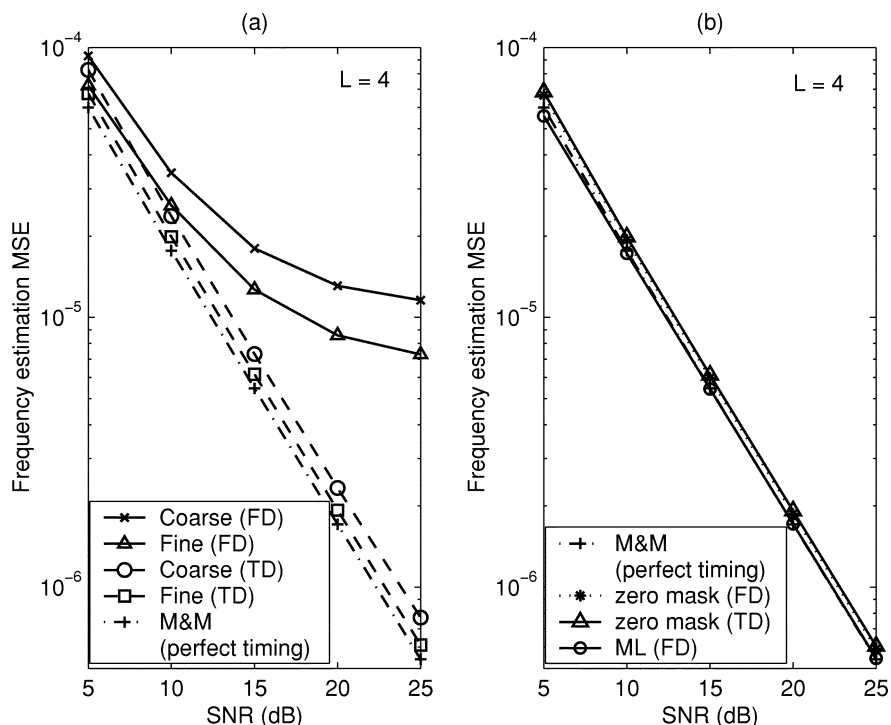 (a)
10^-4
10^-5
10^-6
Frequency estimation MSE
L = 4
Coarse (FD)
Fine (FD)
Coarse (TD)
Fine (TD)
M&M
(perfect timing)
5 10 15 20 25
SNR (dB)
(b)
10^-4
10^-5
10^-6
Frequency estimation MSE
L = 4
M&M
(perfect timing)
zero mask (FD)
zero mask (TD)
ML (FD)
5 10 15 20 25
SNR (dB)